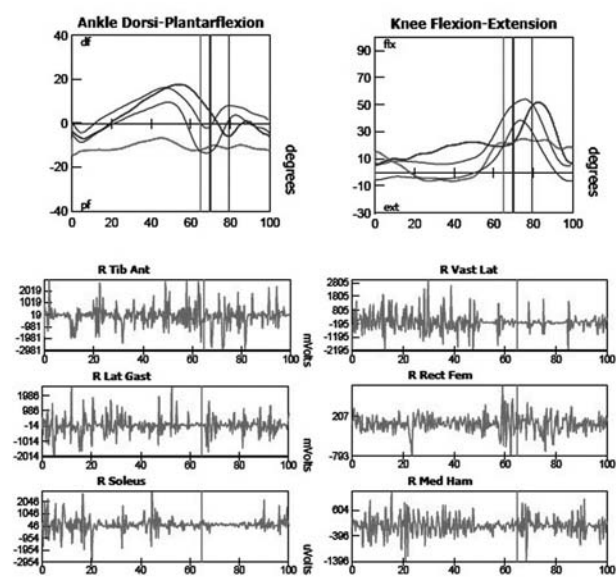 Ankle Dorsi-Plantarflexion
40
df
20
0
-20
pf
-40
0 20 40 60 80 100
degrees
Knee Flexion-Extension
90
flx
70
50
30
10
-10
ext
-30
0 20 40 60 80 100
degrees
R Tib Ant
2019
1019
19
-981
-1981
-2981
0 20 40 60 80 100
mVolts
R Vast Lat
2805
1805
805
-195
-1195
-2195
0 20 40 60 80 100
R Lat Gast
1986
986
-14
-1014
-2014
0 20 40 60 80 100
mVolts
R Rect Fem
207
-793
0 20 40 60 80 100
R Soleus
2046
1046
46
-954
-1954
-2954
0 20 40 60 80 100
uVolts
R Med Ham
604
-396
-1396
0 20 40 60 80 100